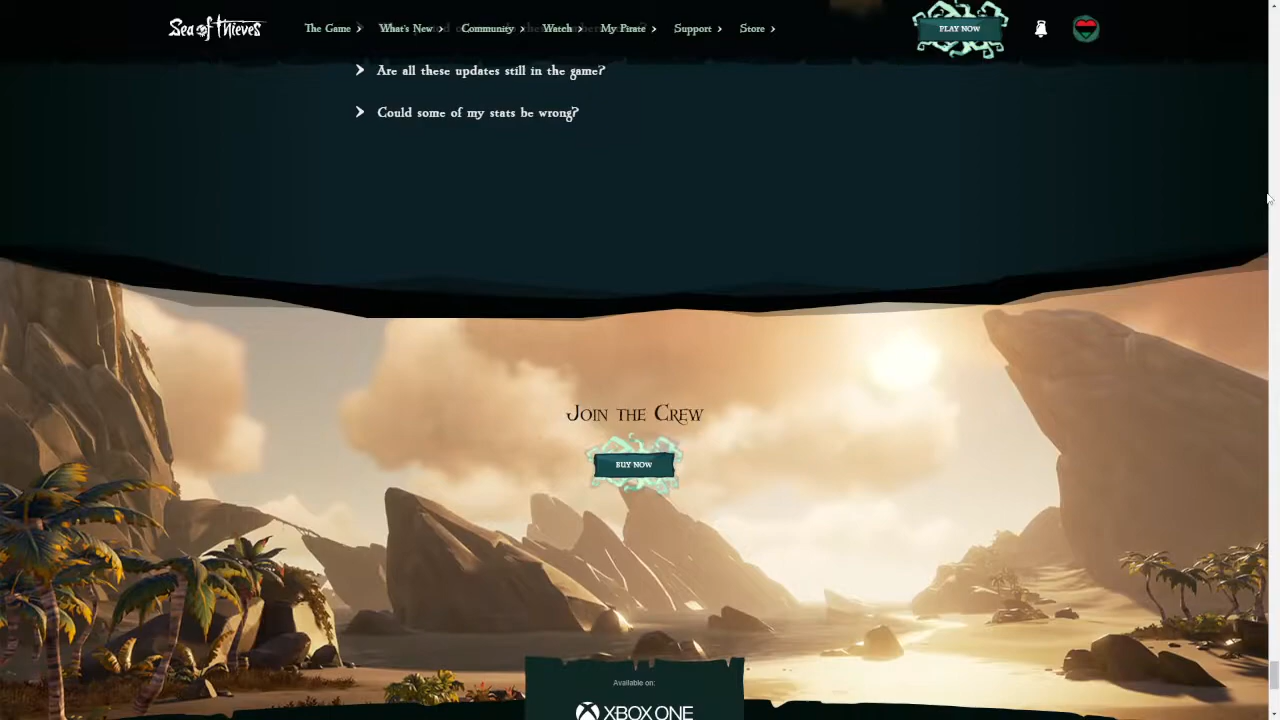 Sea of Thieves
The Game
What's New
Community
Watch
My Pirate
Support
Store
PLAY NOW
Are all these updates still in the game?
Could some of my stats be wrong?
JOIN THE CREW
BUY NOW
Available on:
XBOX ONE